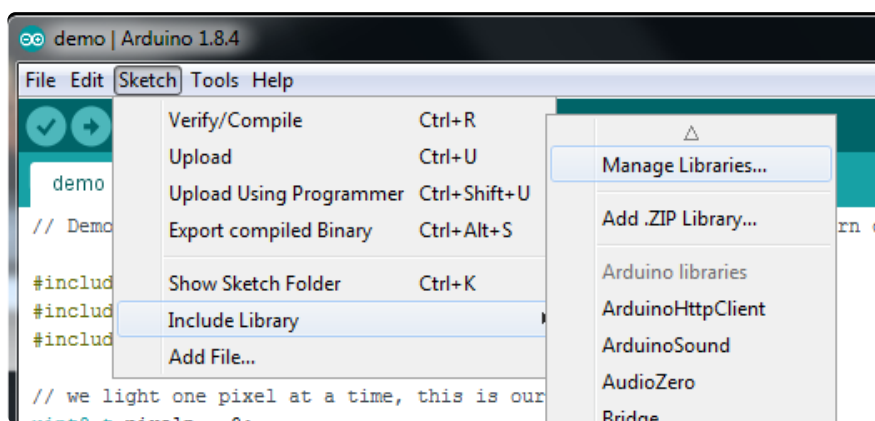 demo | Arduino 1.8.4
File Edit Sketch Tools Help
Verify/Compile Ctrl+R
Upload Ctrl+U
Upload Using Programmer Ctrl+Shift+U
Export compiled Binary Ctrl+Alt+S
Show Sketch Folder Ctrl+K
Include Library
Add File...
Manage Libraries...
Add .ZIP Library...
Arduino libraries
ArduinoHttpClient
ArduinoSound
AudioZero
Bridge
demo
// Demo
#includ
#includ
#includ
// we light one pixel at a time, this is our